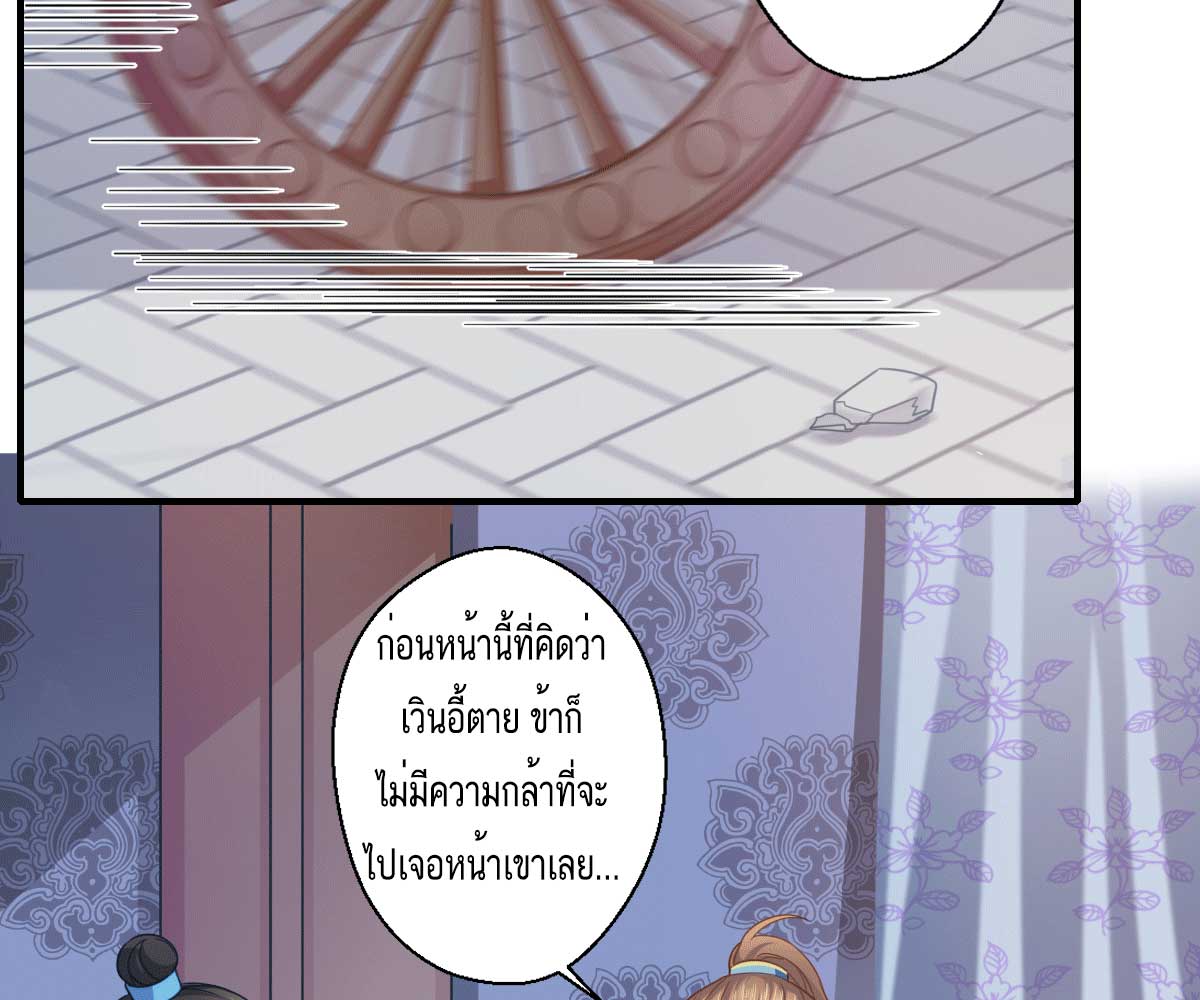 ก่อนหน้านี้ที่คิดว่า
เวินอี้ตาย ข้าก็
ไม่มีความกล้าที่จะ
ไปเจอหน้าเขาเลย...